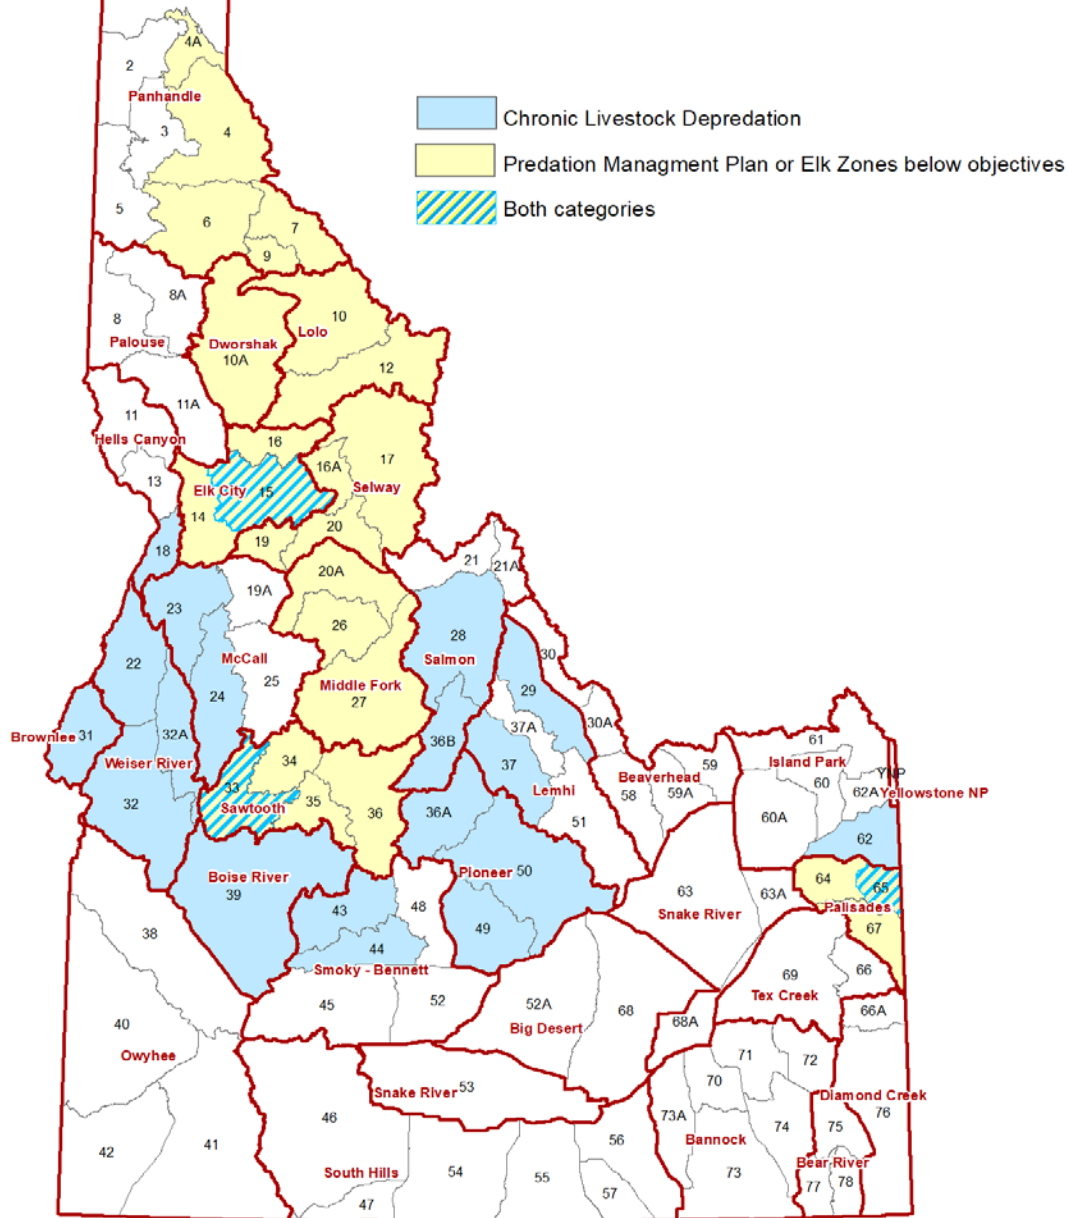 4A
2
Panhandle
Chronic Livestock Depredation
3
4
Predation Managment Plan or Elk Zones below objectives
5
Both categories
6
7
9
8A
8
10
Lolo
Palouse
Dworshak
10A
12
11A
11
Hells Canyon
16
17
16A
13
Elk City
15
Selway
14
20
19
18
21
21A
20A
19A
23
26
28
30
McCall
Salmon
22
25
29
Middle Fork
24
27
37A
30A
Brownlee
31
32A
36B
61
Weiser River
34
37
59
Island Park
YNP
33
Beaverhead
60
62A
Yellowstone NP
32
Sawtooth
35
36
36A
Lemhi
58
59A
51
60A
62
Pioneer
50
Boise River
39
64
65
63
63A
43
48
Snake River
Palisades
49
67
38
44
Smoky - Bennett
69
66
45
52
52A
68
Tex Creek
66A
40
Big Desert
68A
Owyhee
71
72
70
Snake River
53
Diamond Creek
46
73A
76
74
75
42
41
56
Bannock
South Hills
54
55
73
Bear River
57
77
78
47